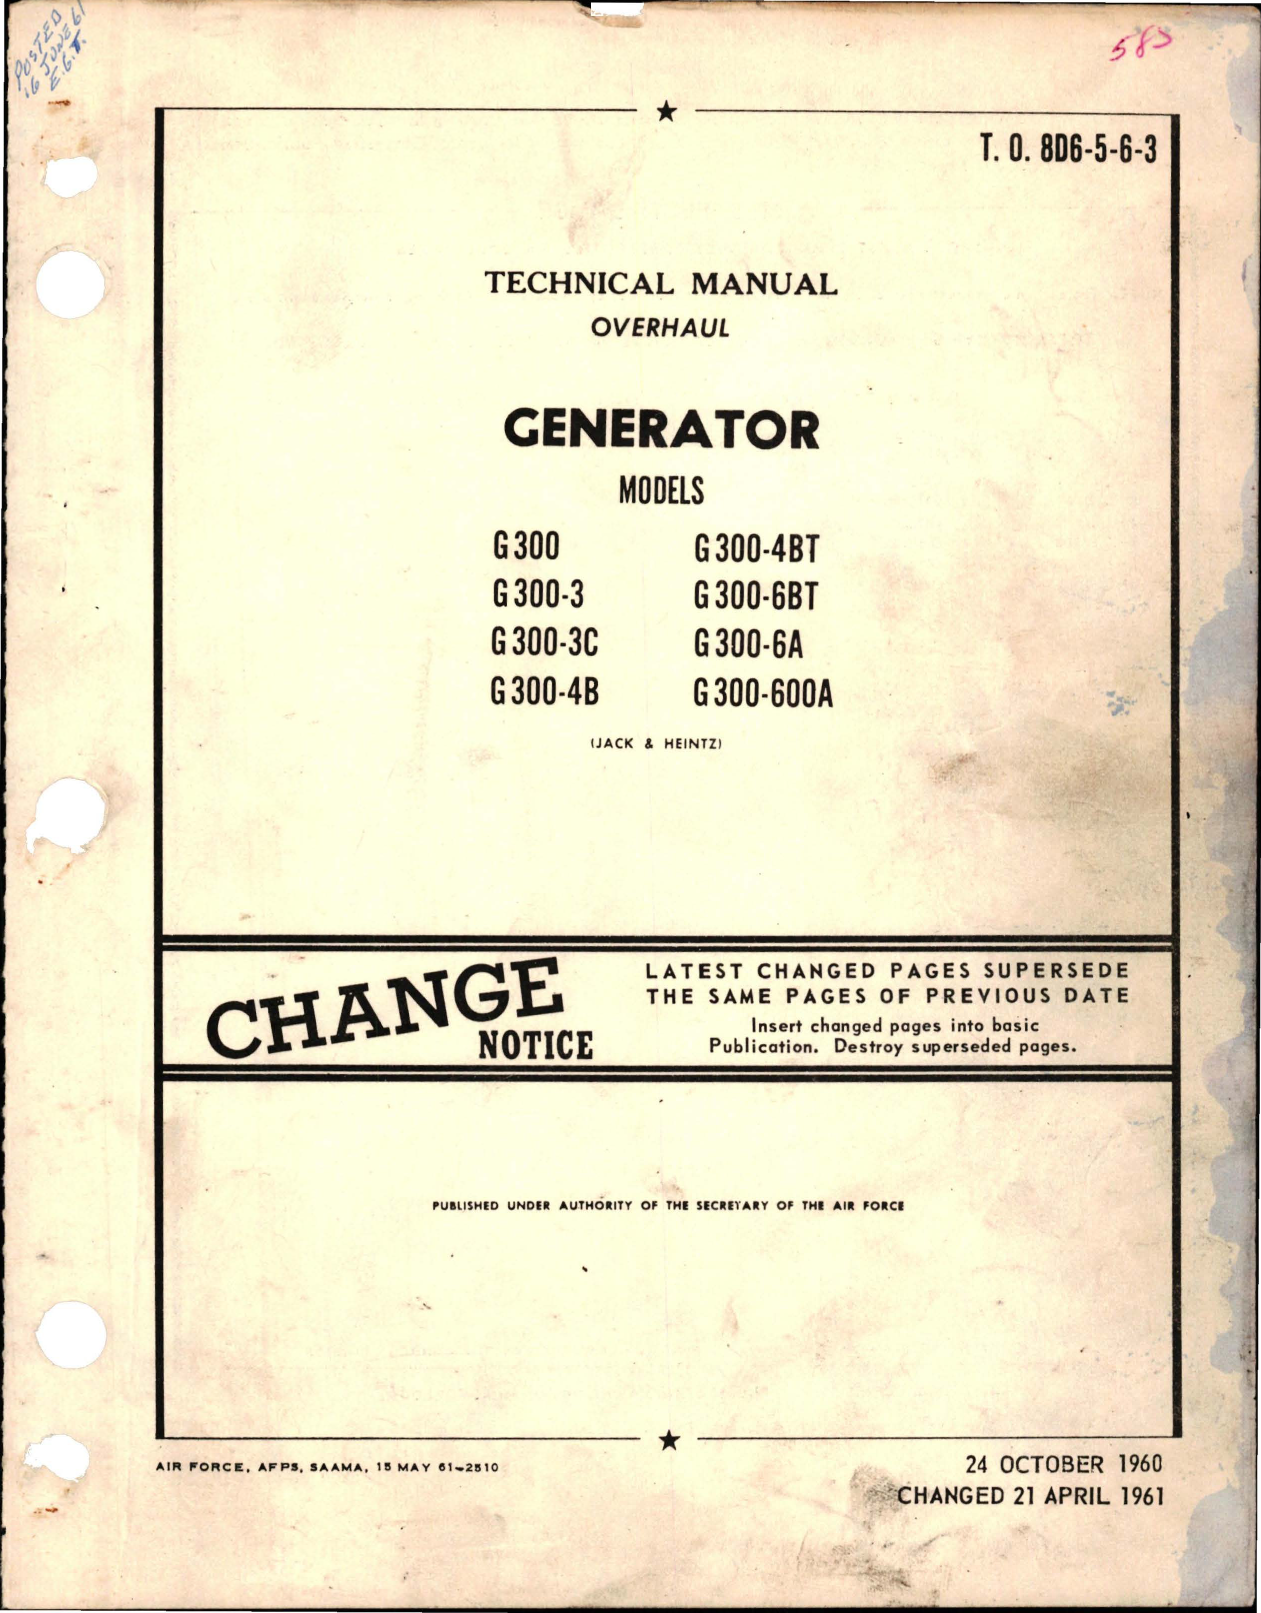 POSTED
16 JUNE 61
E.G.T.
585
T. O. 8D6-5-6-3
TECHNICAL MANUAL
OVERHAUL
GENERATOR
MODELS
G300 G300-4BT
G300-3 G300-6BT
G300-3C G300-6A
G300-4B G300-600A
(JACK & HEINTZ)
CHANGE
NOTICE
LATEST CHANGED PAGES SUPERSEDE
THE SAME PAGES OF PREVIOUS DATE
Insert changed pages into basic
Publication. Destroy superseded pages.
PUBLISHED UNDER AUTHORITY OF THE SECRETARY OF THE AIR FORCE
AIR FORCE, AFPS, SAAMA, 15 MAY 61-2510
24 OCTOBER 1960
CHANGED 21 APRIL 1961